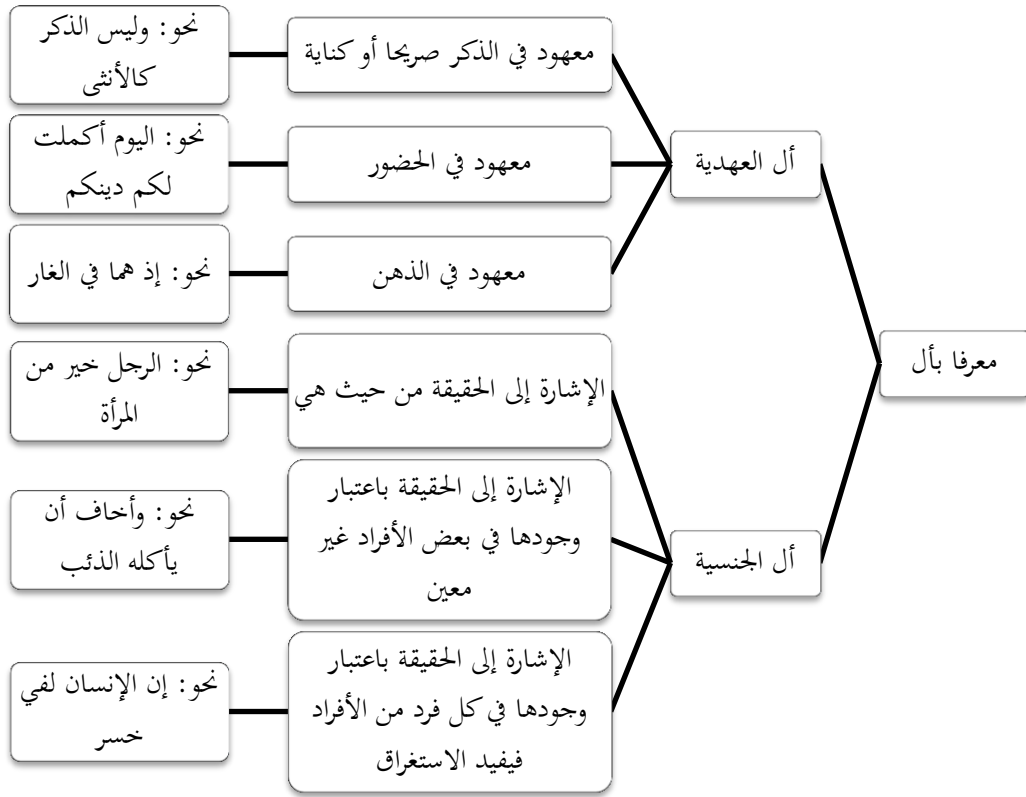 معرفا بأل
أل العهدية
معهود في الذكر صريحا أو كناية
نحو: وليس الذكر
كالأنثى
معهود في الحضور
نحو: اليوم أكملت
لكم دينكم
معهود في الذهن
نحو: إذ هما في الغار
أل الجنسية
الإشارة إلى الحقيقة من حيث هي
نحو: الرجل خير من
المرأة
الإشارة إلى الحقيقة باعتبار
وجودها في بعض الأفراد غير
معين
نحو: وأخاف أن
يأكله الذئب
الإشارة إلى الحقيقة باعتبار
وجودها في كل فرد من الأفراد
فيفيد الاستغراق
نحو: إن الإنسان لفي
خسر